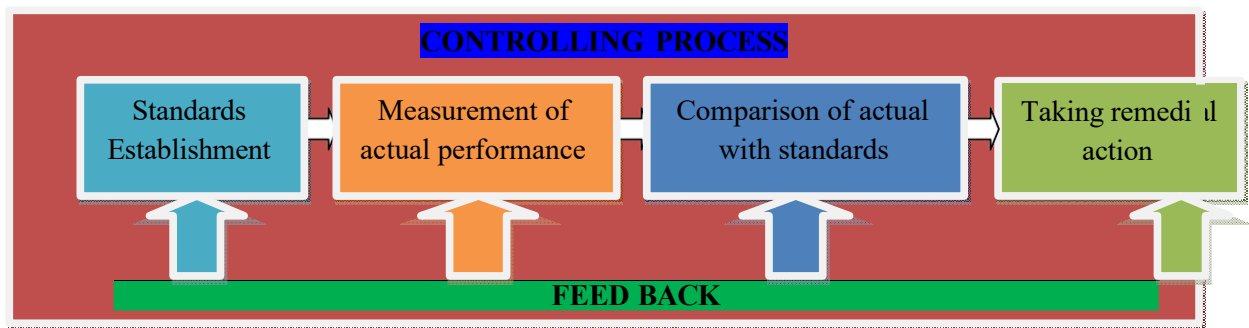 CONTROLLING PROCESS
Standards
Establishment
Measurement of
actual performance
Comparison of actual
with standards
Taking remedi l
action
FEED BACK